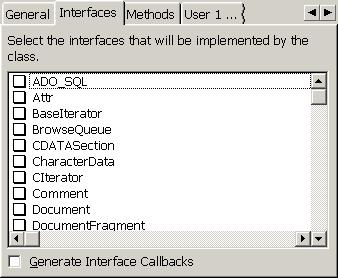 General Interfaces Methods User 1 ...
Select the interfaces that will be implemented by the
class.
ADO_SQL
Attr
BaseIterator
BrowseQueue
CDATASection
CharacterData
CIterator
Comment
Document
DocumentFragment
Generate Interface Callbacks